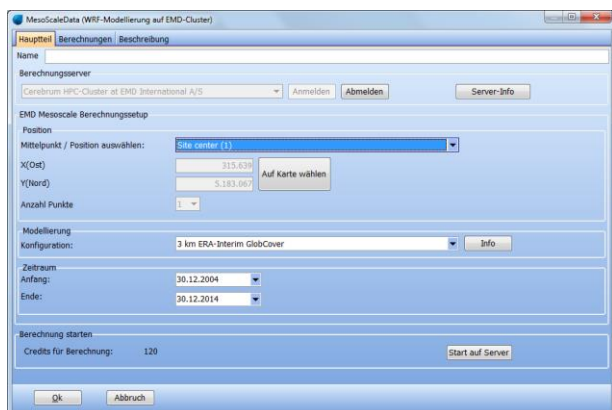 MesoScaleData (WRF-Modellierung auf EMD-Cluster)
Hauptteil Berechnungen Beschreibung
Name
Berechnungsserver
Cerebrum HPC-Cluster at EMD International A/S Anmelden Abmelden Server-Info
EMD Mesoscale Berechnungssetup
Position
Mittelpunkt / Position auswählen: Site center (1)
X(Ost) 315.639
Auf Karte wählen
Y(Nord) 5.183.067
Anzahl Punkte 1
Modellierung
Konfiguration: 3 km ERA-Interim GlobCover Info
Zeitraum
Anfang: 30.12.2004
Ende: 30.12.2014
Berechnung starten
Credits für Berechnung: 120 Start auf Server
Ok Abbruch